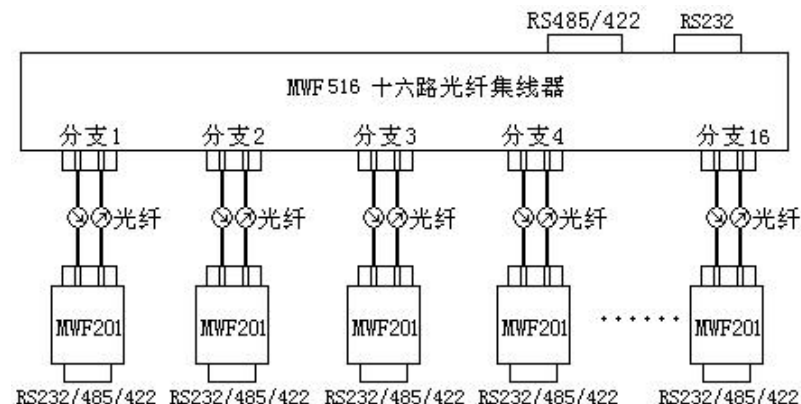 RS485/422 RS232
MWF516 十六路光纤集线器
分支1 分支2 分支3 分支4 分支16
光纤 光纤 光纤 光纤 光纤
MWF201 MWF201 MWF201 MWF201 ...... MWF201
RS232/485/422 RS232/485/422 RS232/485/422 RS232/485/422 RS232/485/422